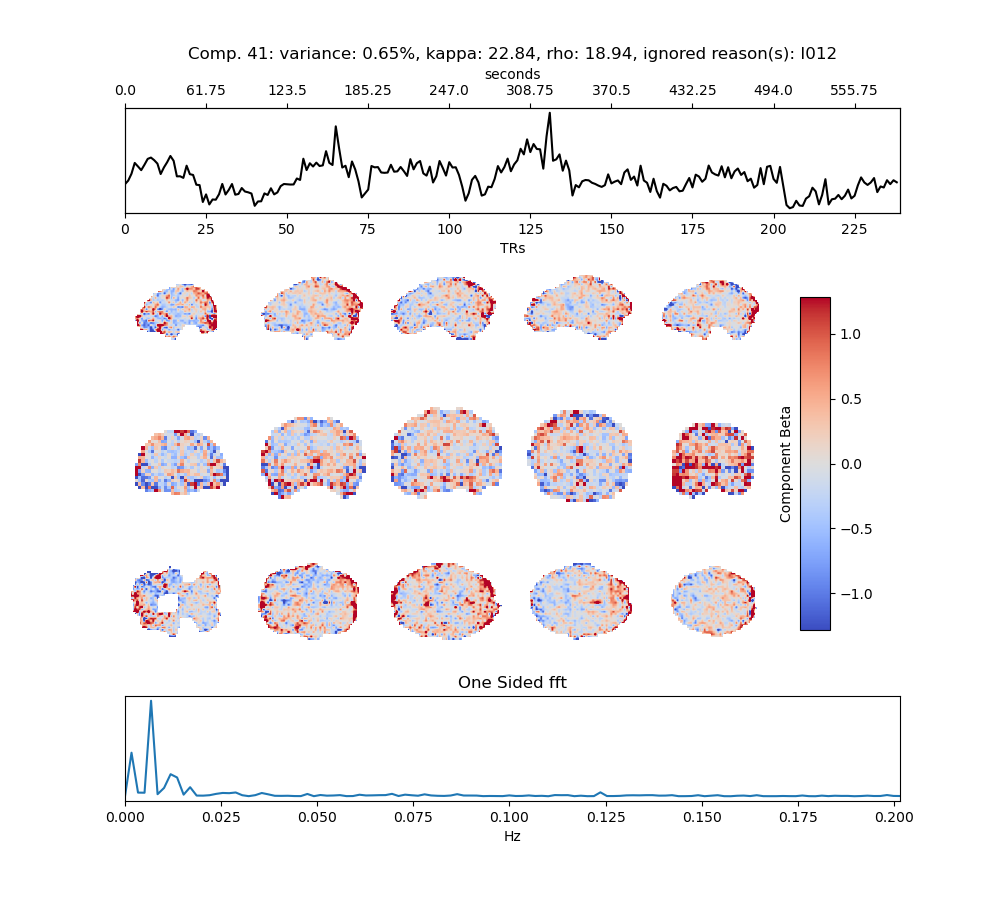 Comp. 41: variance: 0.65%, kappa: 22.84, rho: 18.94, ignored reason(s): I012
seconds
0.0 61.75 123.5 185.25 247.0 308.75 370.5 432.25 494.0 555.75
0 25 50 75 100 125 150 175 200 225
TRs
1.0
0.5
0.0
−0.5
−1.0
Component Beta
One Sided fft
0.000 0.025 0.050 0.075 0.100 0.125 0.150 0.175 0.200
Hz